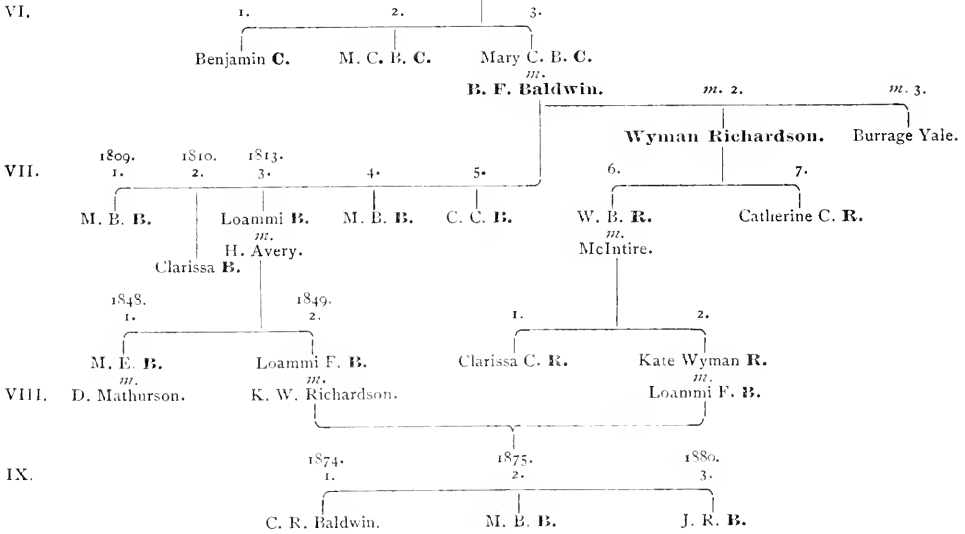 VI.
1. 2. 3.
Benjamin C. M. C. B. C. Mary C. B. C.
m.
B. F. Baldwin. m. 2. m. 3.
Wyman Richardson. Burrage Yale.
1809. 1810. 1813.
VII. 1. 2. 3. 4. 5. 6. 7.
M. B. B. Loammi B. M. B. B. C. C. B. W. B. R. Catherine C. R.
m. m.
H. Avery. McIntire.
Clarissa B.
1848. 1849.
1. 2. 1. 2.
M. E. B. Loammi F. B. Clarissa C. R. Kate Wyman R.
m. m. m.
VIII. D. Mathurson. K. W. Richardson. Loammi F. B.
1874. 1875. 1880.
IX. 1. 2. 3.
C. R. Baldwin. M. B. B. J. R. B.